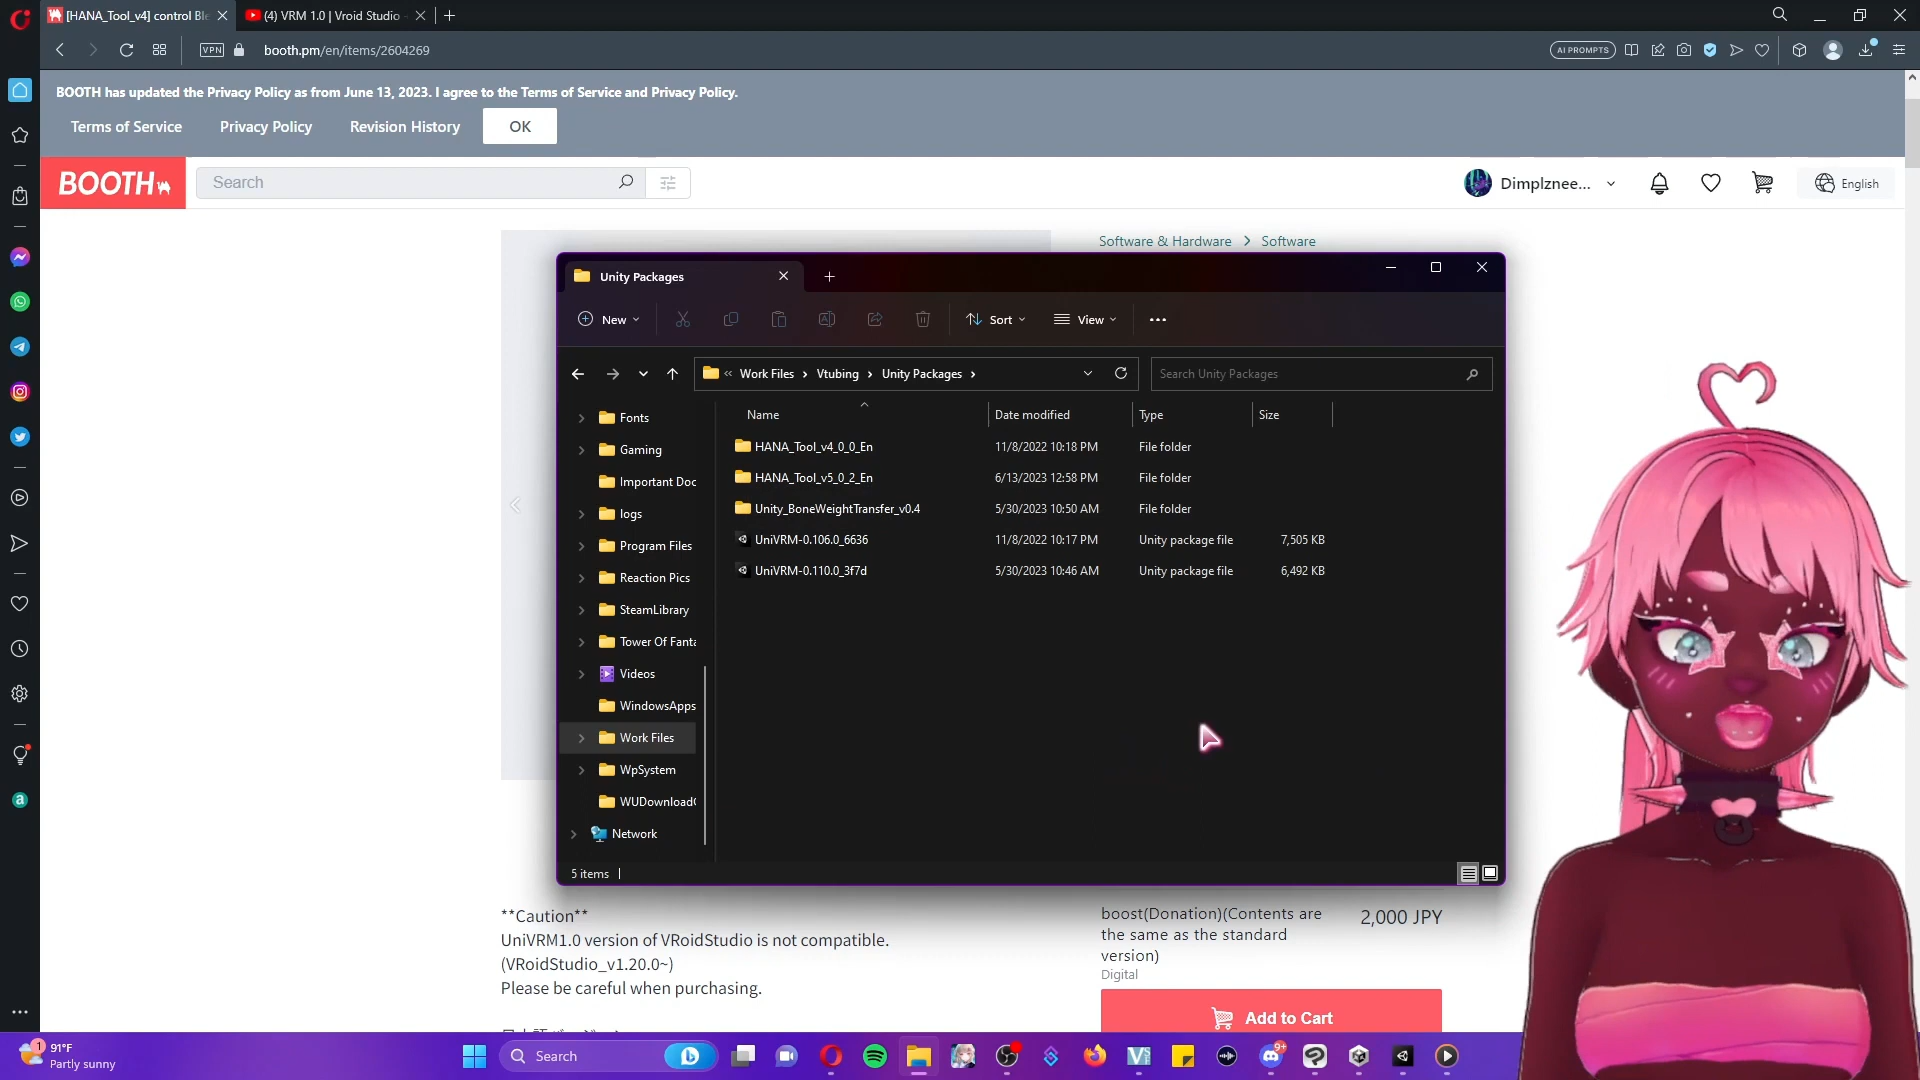 [HANA_Tool_v4] control Ble
(4) VRM 1.0 | Vroid Studio
VPN
booth.pm/en/items/2604269
AI PROMPTS
BOOTH has updated the Privacy Policy as from June 13, 2023. I agree to the Terms of Service and Privacy Policy.
Terms of Service
Privacy Policy
Revision History
OK
BOOTH
Search
Dimplznee...
English
Software & Hardware > Software
Unity Packages
New
Sort
View
« Work Files > Vtubing > Unity Packages >
Search Unity Packages
Name
Date modified
Type
Size
Fonts
Gaming
Important Doc
logs
Program Files
Reaction Pics
SteamLibrary
Tower Of Fanta
Videos
WindowsApps
Work Files
WpSystem
WUDownload
Network
HANA_Tool_v4_0_0_En 11/8/2022 10:18 PM File folder
HANA_Tool_v5_0_2_En 6/13/2023 12:58 PM File folder
Unity_BoneWeightTransfer_v0.4 5/30/2023 10:50 AM File folder
UniVRM-0.106.0_6636 11/8/2022 10:17 PM Unity package file 7,505 KB
UniVRM-0.110.0_3f7d 5/30/2023 10:46 AM Unity package file 6,492 KB
5 items
**Caution**
UniVRM1.0 version of VRoidStudio is not compatible.
(VRoidStudio_v1.20.0~)
Please be careful when purchasing.
boost(Donation)(Contents are
the same as the standard
version)
Digital
2,000 JPY
Add to Cart
1
91°F
Partly sunny
Search
9+